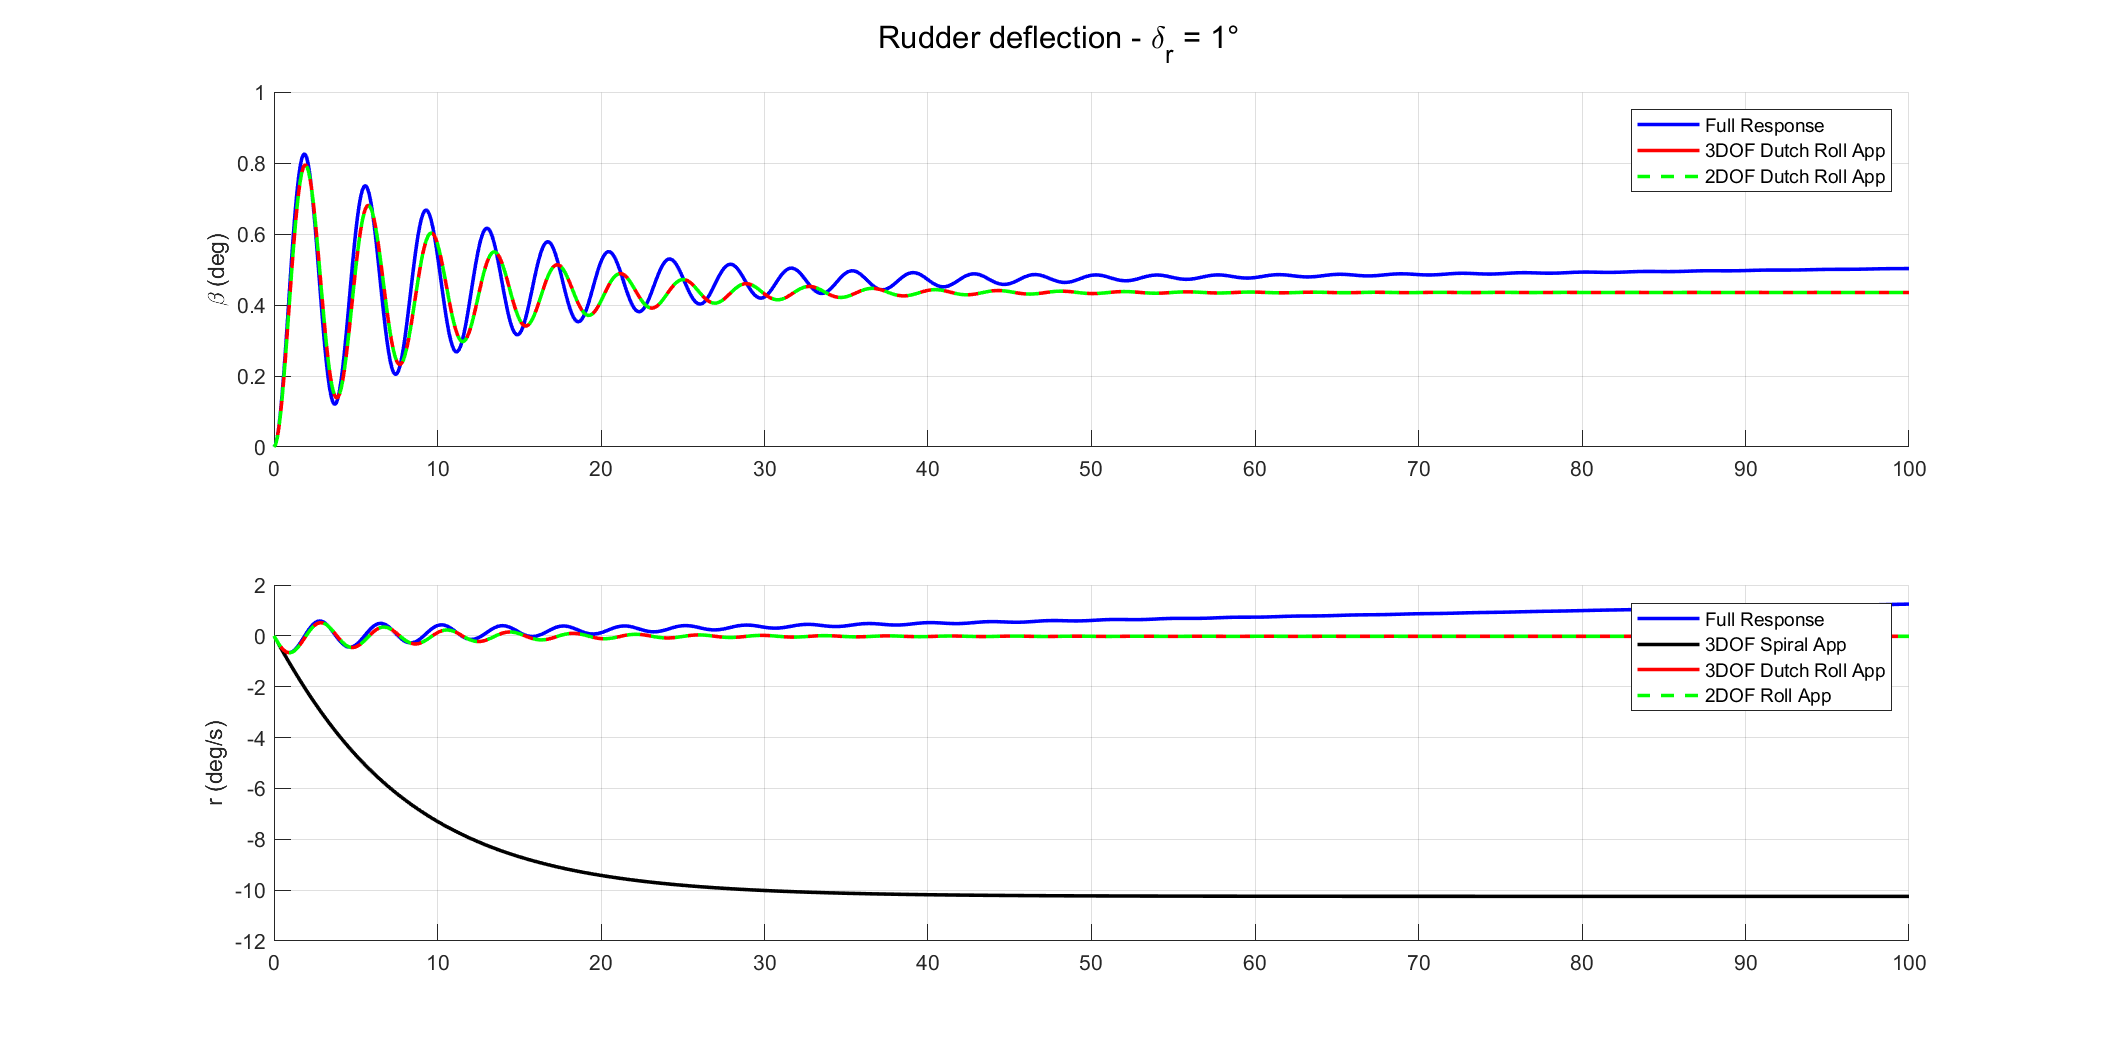 Rudder deflection - δr = 1°
1
0.8
0.6
0.4
0.2
0
β (deg)
0 10 20 30 40 50 60 70 80 90 100
Full Response
3DOF Dutch Roll App
2DOF Dutch Roll App
2
0
-2
-4
-6
-8
-10
-12
r (deg/s)
0 10 20 30 40 50 60 70 80 90 100
Full Response
3DOF Spiral App
3DOF Dutch Roll App
2DOF Roll App